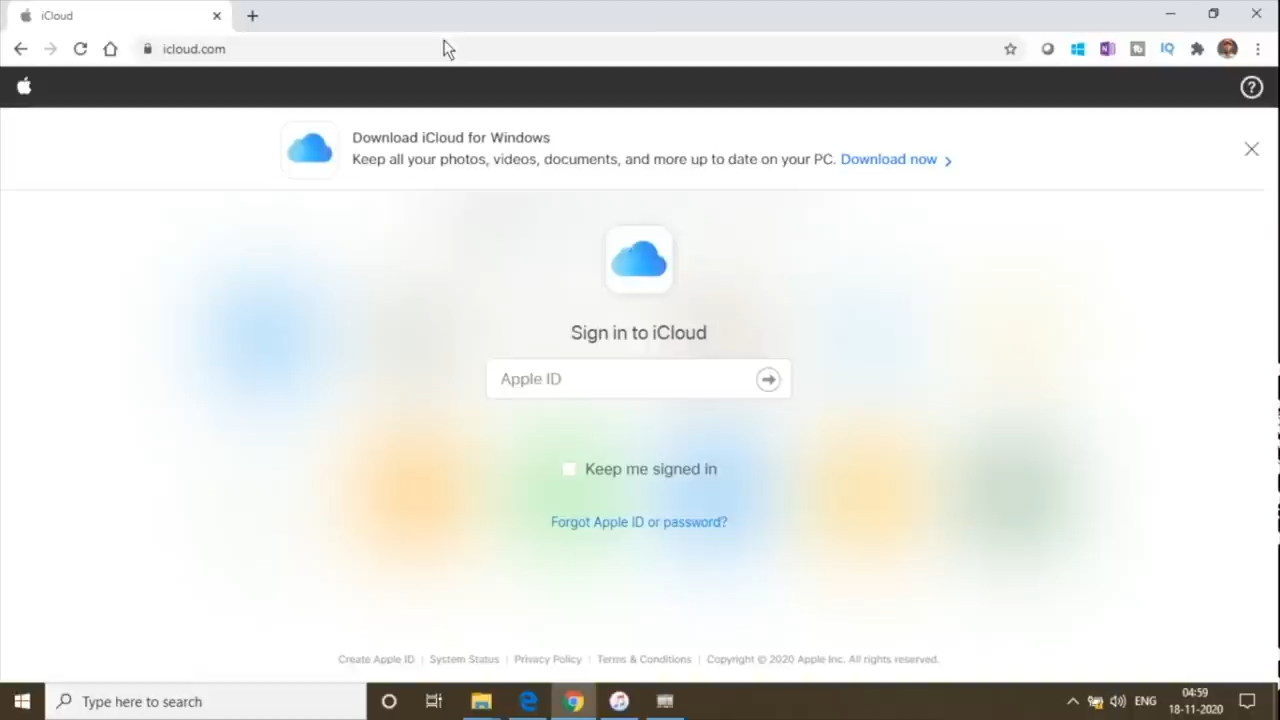 iCloud
icloud.com
IQ
?
Download iCloud for Windows
Keep all your photos, videos, documents, and more up to date on your PC. Download now
Sign in to iCloud
Apple ID
Keep me signed in
Forgot Apple ID or password?
Create Apple ID | System Status | Privacy Policy | Terms & Conditions | Copyright © 2020 Apple Inc. All rights reserved.
Type here to search
ENG
04:59
18-11-2020